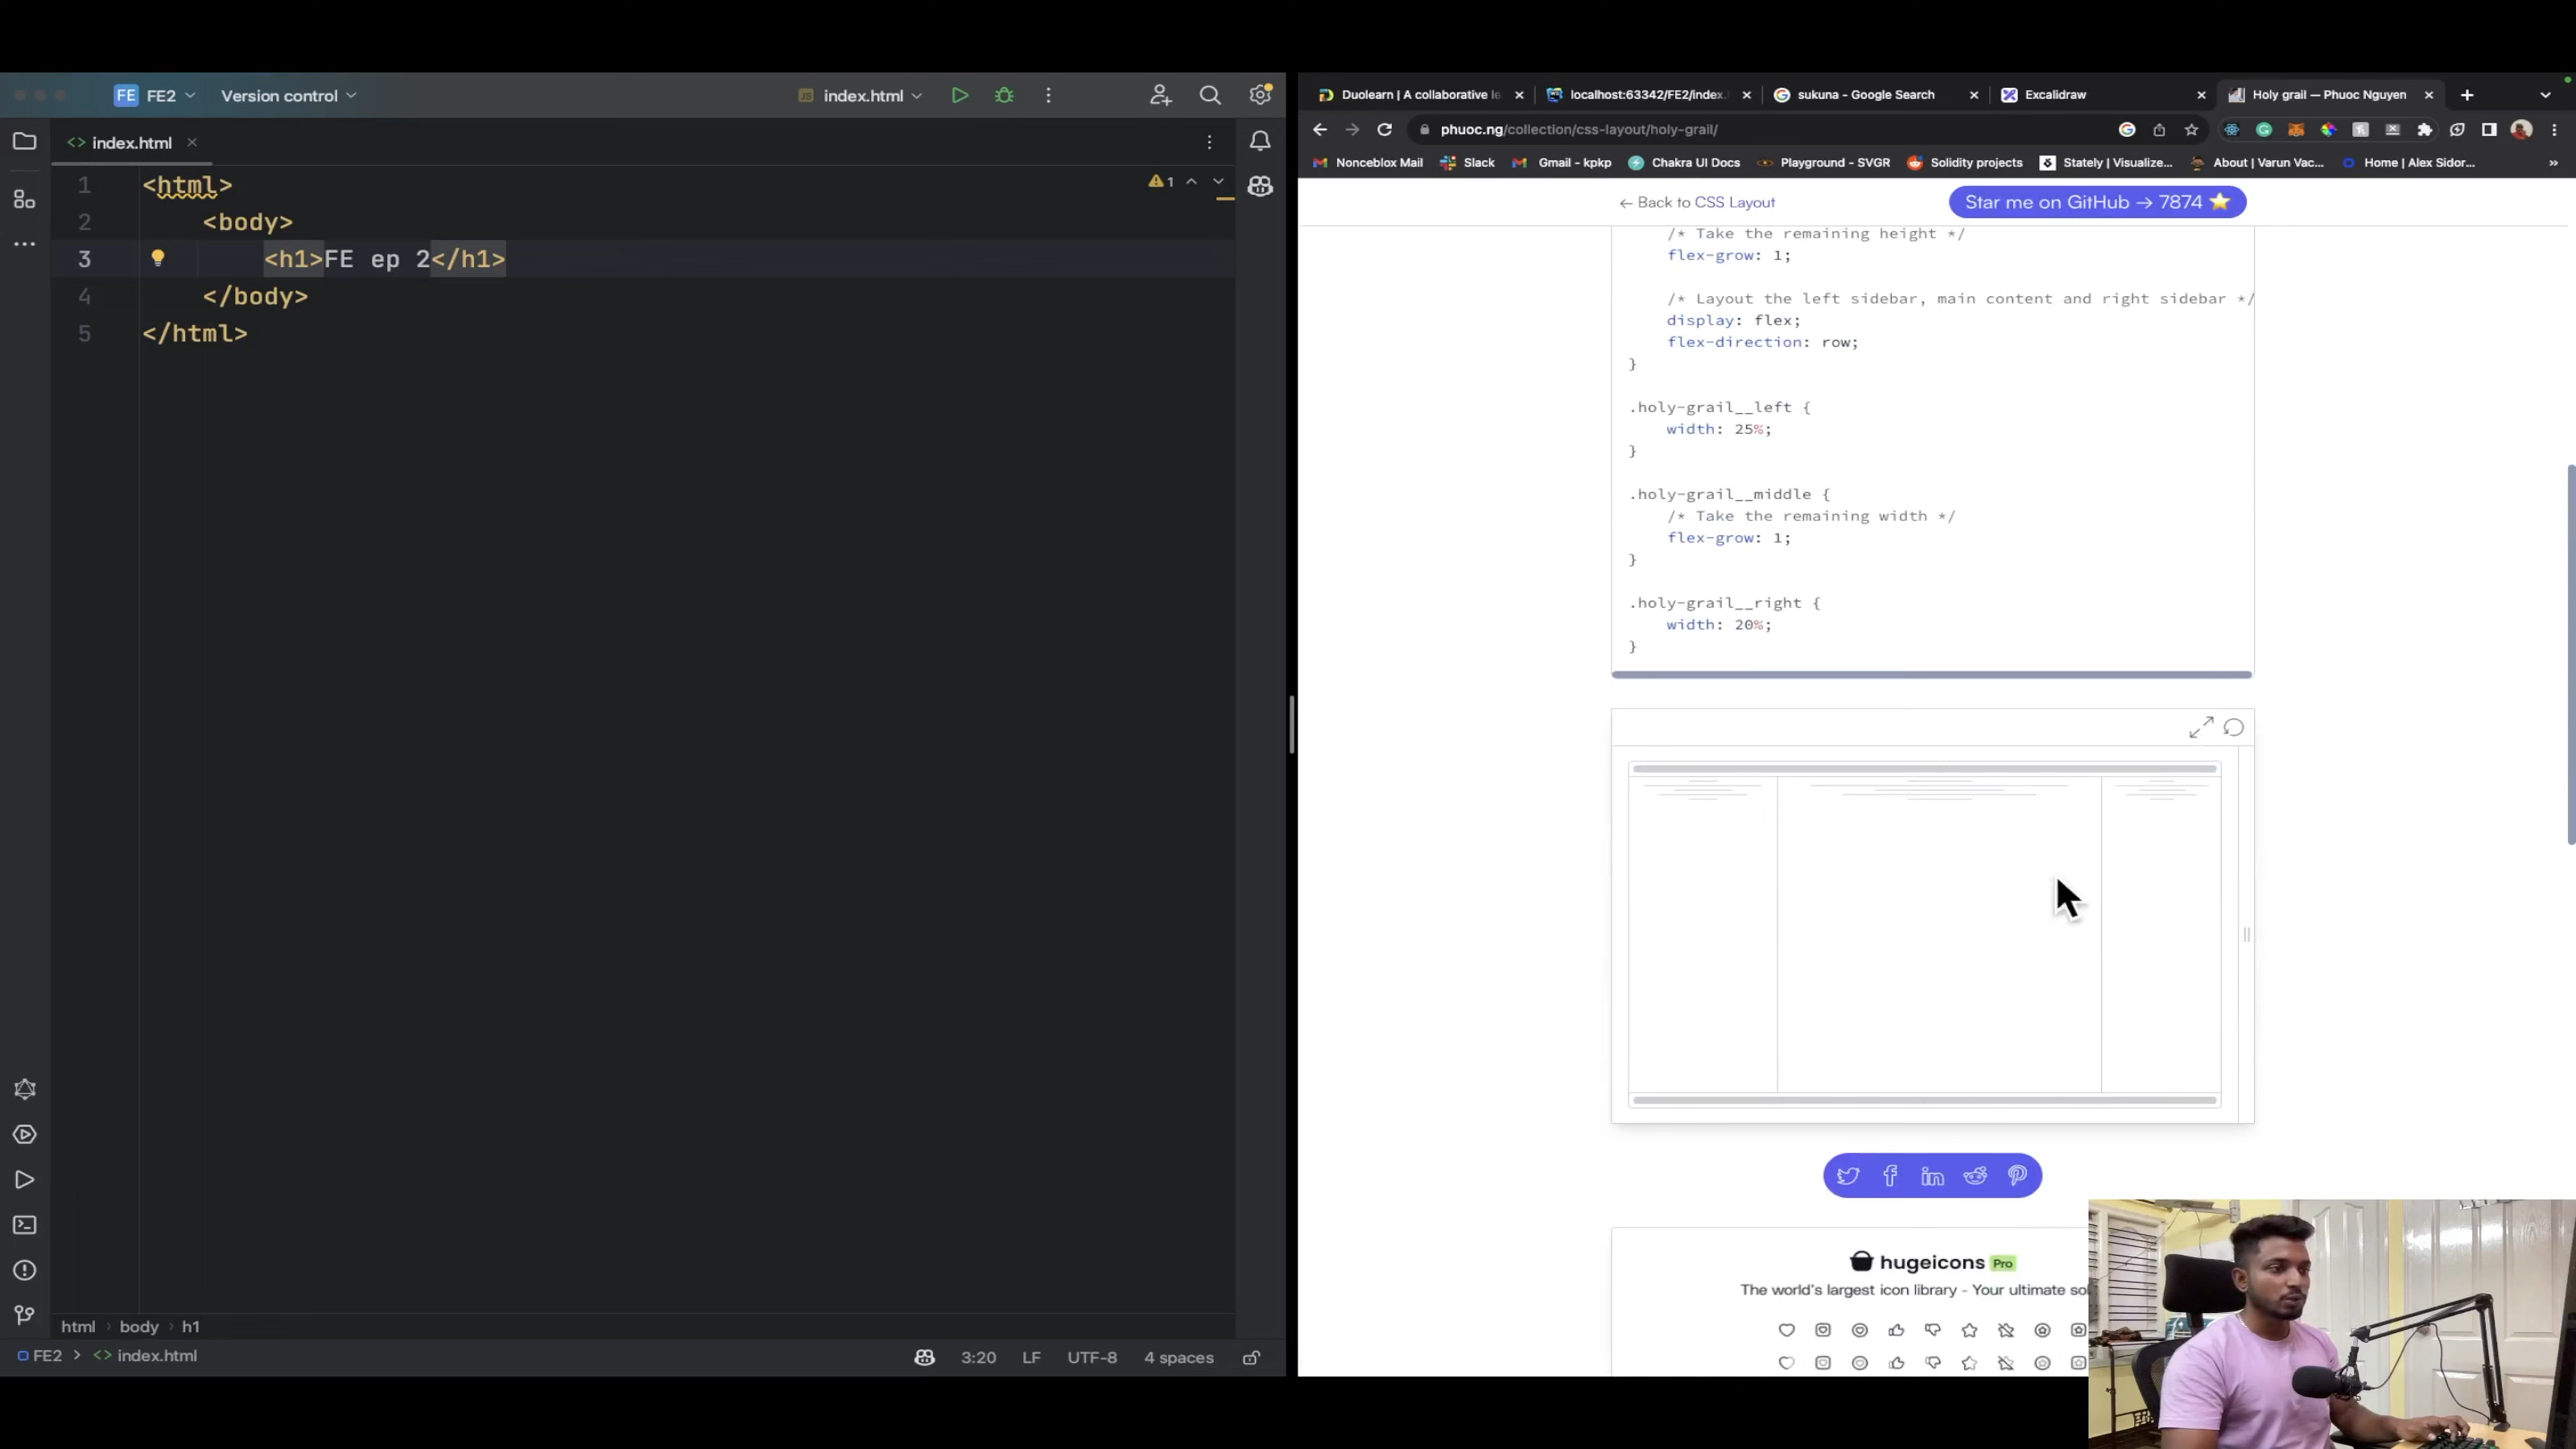 FE FE2 Version control
index.html
index.html
1 <html>
2 <body>
3 <h1>FE ep 2</h1>
4 </body>
5 </html>
1
html > body > h1
FE2 > <> index.html
3:20 LF UTF-8 4 spaces
Duolearn | A collaborative le
localhost:63342/FE2/index.
sukuna - Google Search
Excalidraw
Holy grail — Phuoc Nguyen
phuoc.ng/collection/css-layout/holy-grail/
Nonceblox Mail Slack Gmail - kpkp Chakra UI Docs Playground - SVGR Solidity projects Stately | Visualize... About | Varun Vac... Home | Alex Sidor... »
← Back to CSS Layout
Star me on GitHub → 7874
/* Take the remaining height */
flex-grow: 1;
/* Layout the left sidebar, main content and right sidebar */
display: flex;
flex-direction: row;
}
.holy-grail__left {
width: 25%;
}
.holy-grail__middle {
/* Take the remaining width */
flex-grow: 1;
}
.holy-grail__right {
width: 20%;
}
hugeicons Pro
The world's largest icon library - Your ultimate so